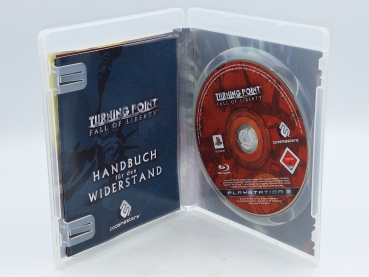 TURNING POINT
FALL OF LIBERTY
HANDBUCH
für den
WIDERSTAND
codemasters
TURNING POINT
FALL OF LIBERTY
codemasters
PLAYSTATION 3